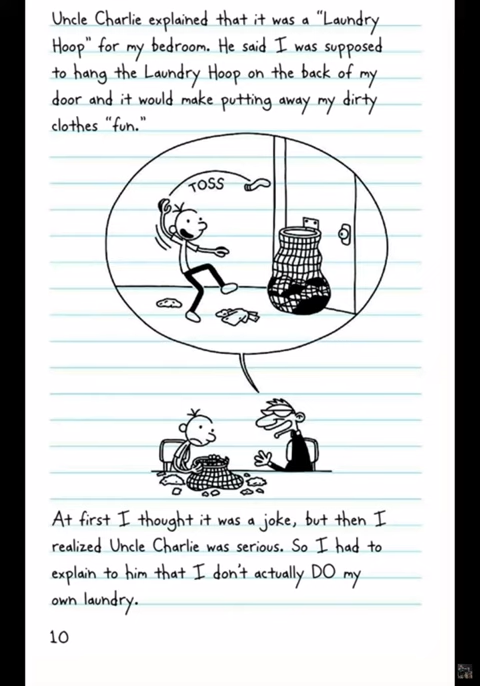 Uncle Charlie explained that it was a "Laundry
Hoop" for my bedroom. He said I was supposed
to hang the Laundry Hoop on the back of my
door and it would make putting away my dirty
clothes "fun."
TOSS
At first I thought it was a joke, but then I
realized Uncle Charlie was serious. So I had to
explain to him that I don't actually DO my
own laundry.
10